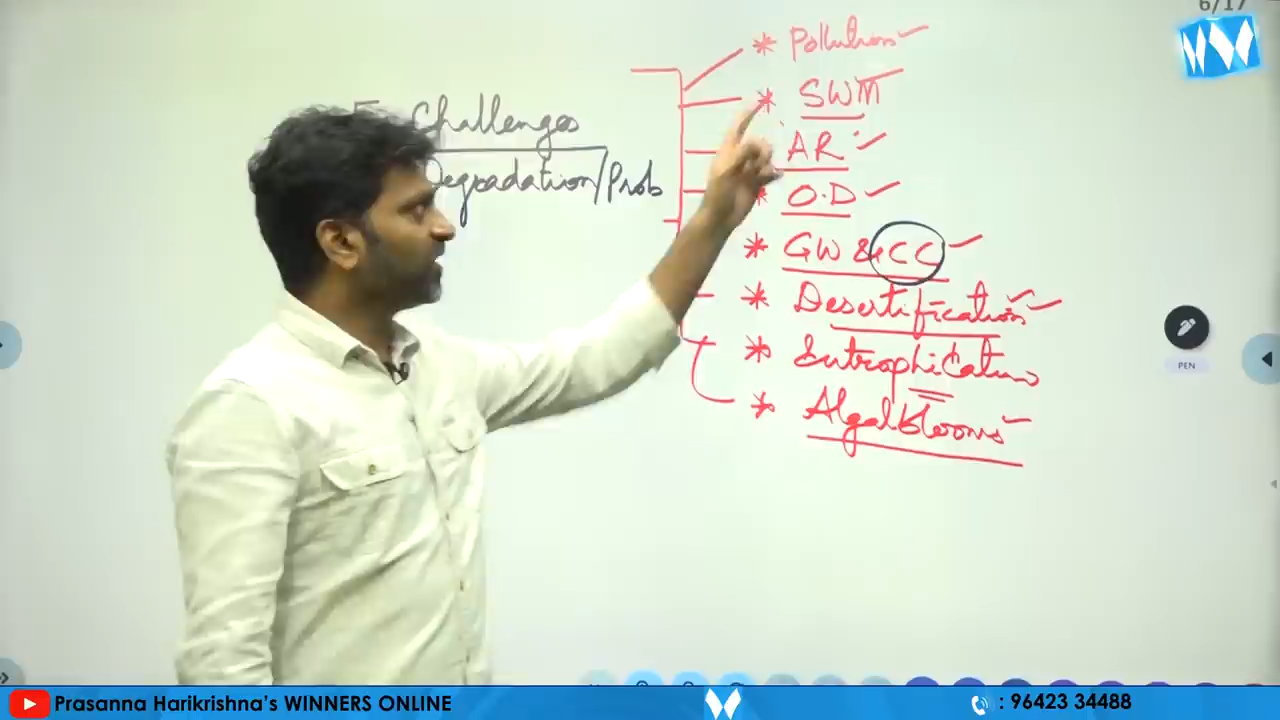 6/17
W
Challenges
Degradation/Prob
* Pollution
* SWM
AR
* O.D
* GW & CC
* Desertification
* Eutrophication
* Algal blooms
PEN
Prasanna Harikrishna's WINNERS ONLINE
: 96423 34488